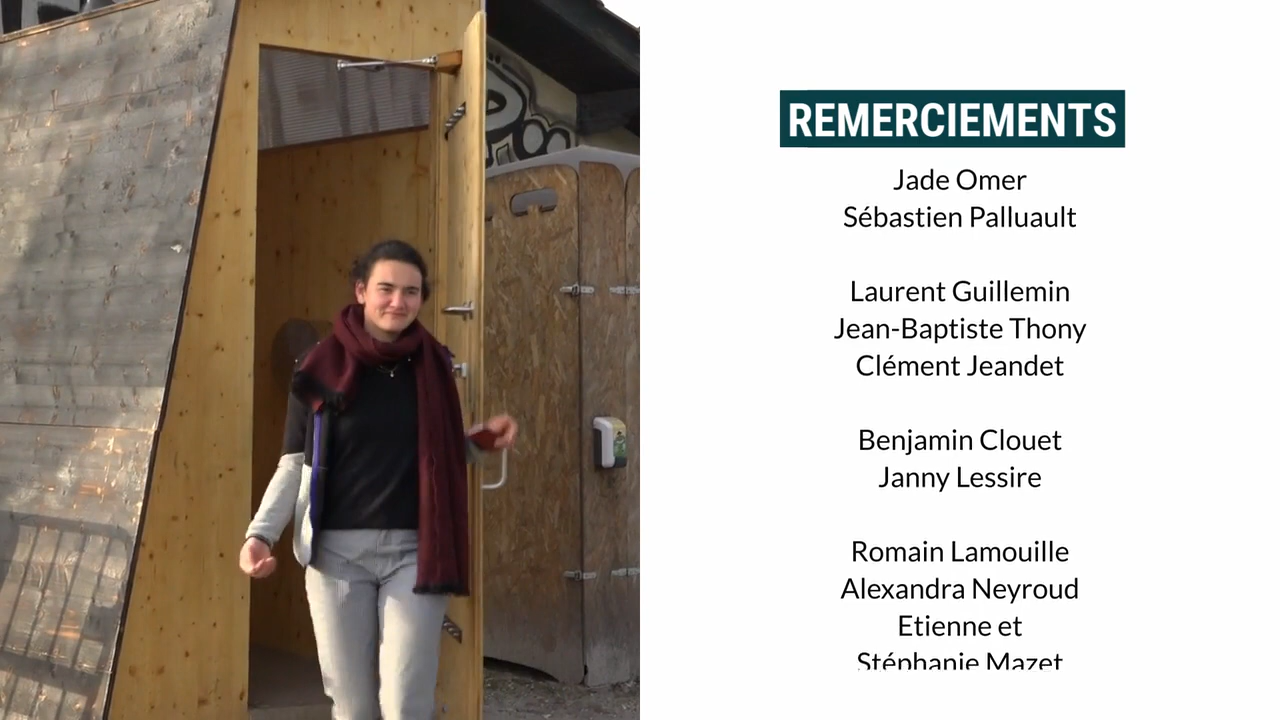 REMERCIEMENTS
Jade Omer
Sébastien Palluault
Laurent Guillemin
Jean-Baptiste Thony
Clément Jeandet
Benjamin Clouet
Janny Lessire
Romain Lamouille
Alexandra Neyroud
Etienne et
Stéphanie Mazet